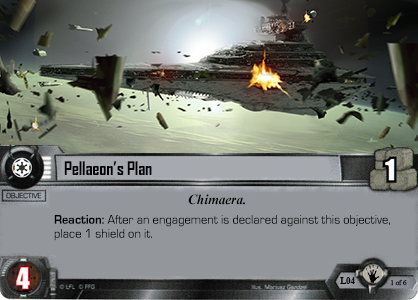 Pellaeon's Plan
1
OBJECTIVE
Chimaera.
Reaction: After an engagement is declared against this objective,
place 1 shield on it.
4
© LFL © FFG
Illus. Mariusz Gandzel
L04
1 of 6